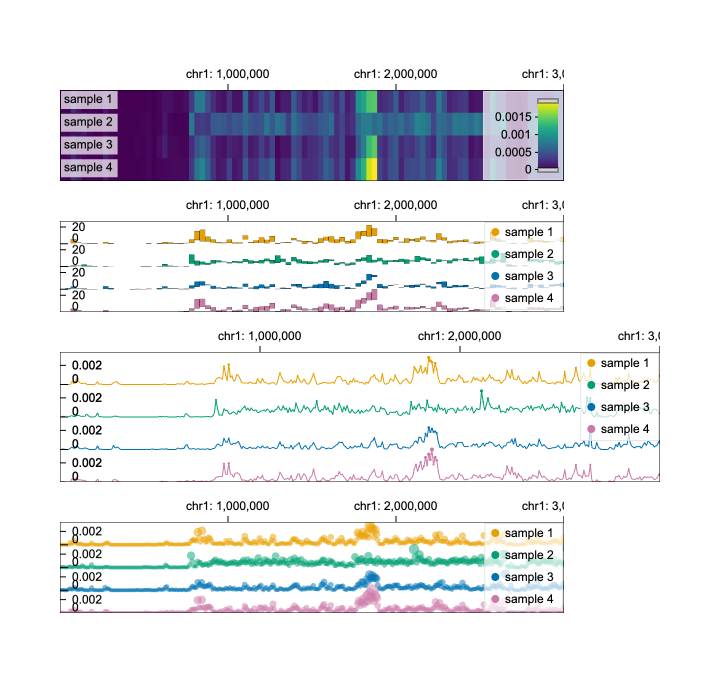 chr1: 1,000,000 chr1: 2,000,000 chr1: 3,0
sample 1
0.0015
sample 2
0.001
sample 3
0.0005
sample 4
0
chr1: 1,000,000 chr1: 2,000,000 chr1: 3,0
20 sample 1
0
20 sample 2
0
20 sample 3
0
20 sample 4
0
chr1: 1,000,000 chr1: 2,000,000 chr1: 3,0
0.002 sample 1
0
0.002 sample 2
0
0.002 sample 3
0
0.002 sample 4
0
chr1: 1,000,000 chr1: 2,000,000 chr1: 3,0
0.002 sample 1
0
0.002 sample 2
0
0.002 sample 3
0
0.002 sample 4
0